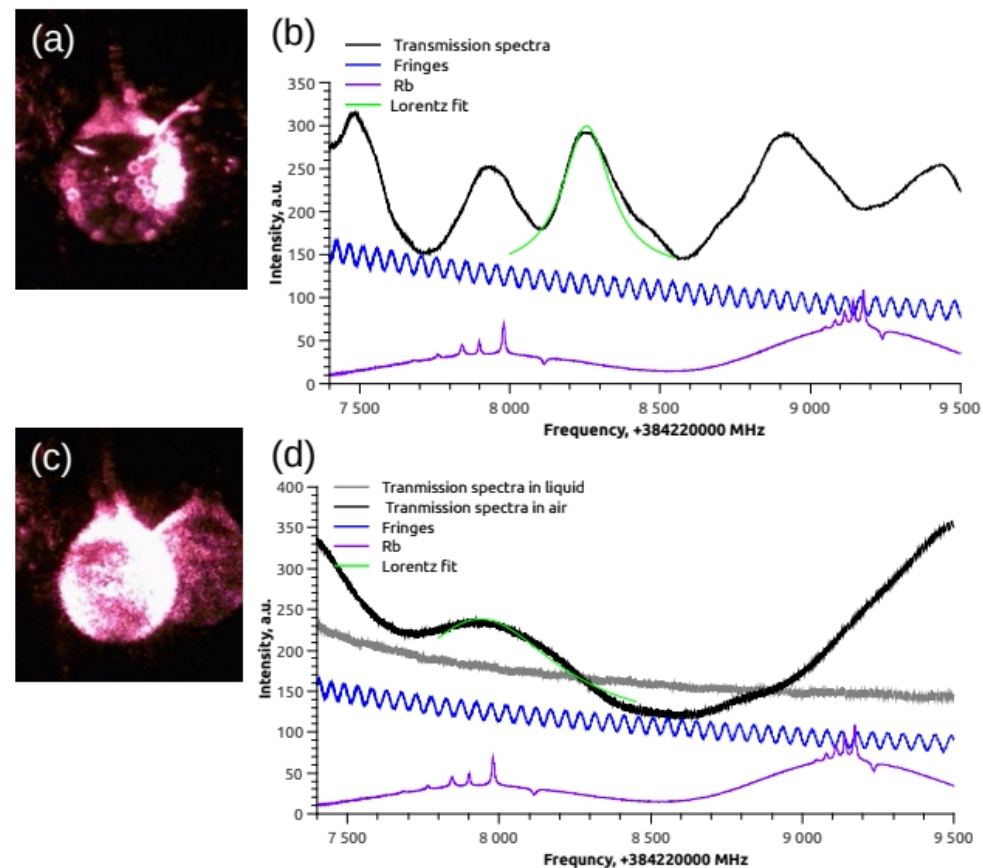 (a)
(b)
Transmission spectra
Fringes
Rb
Lorentz fit
350
300
250
200
150
100
50
0
Intensity, a.u.
7 500
8 000
8 500
9 000
9 500
Frequency, +384220000 MHz
(c)
(d)
Tranmission spectra in liquid
Tranmission spectra in air
Fringes
Rb
Lorentz fit
400
350
300
250
200
150
100
50
0
Intensity, a.u.
7 500
8 000
8 500
9 000
9 500
Frequncy, +384220000 MHz